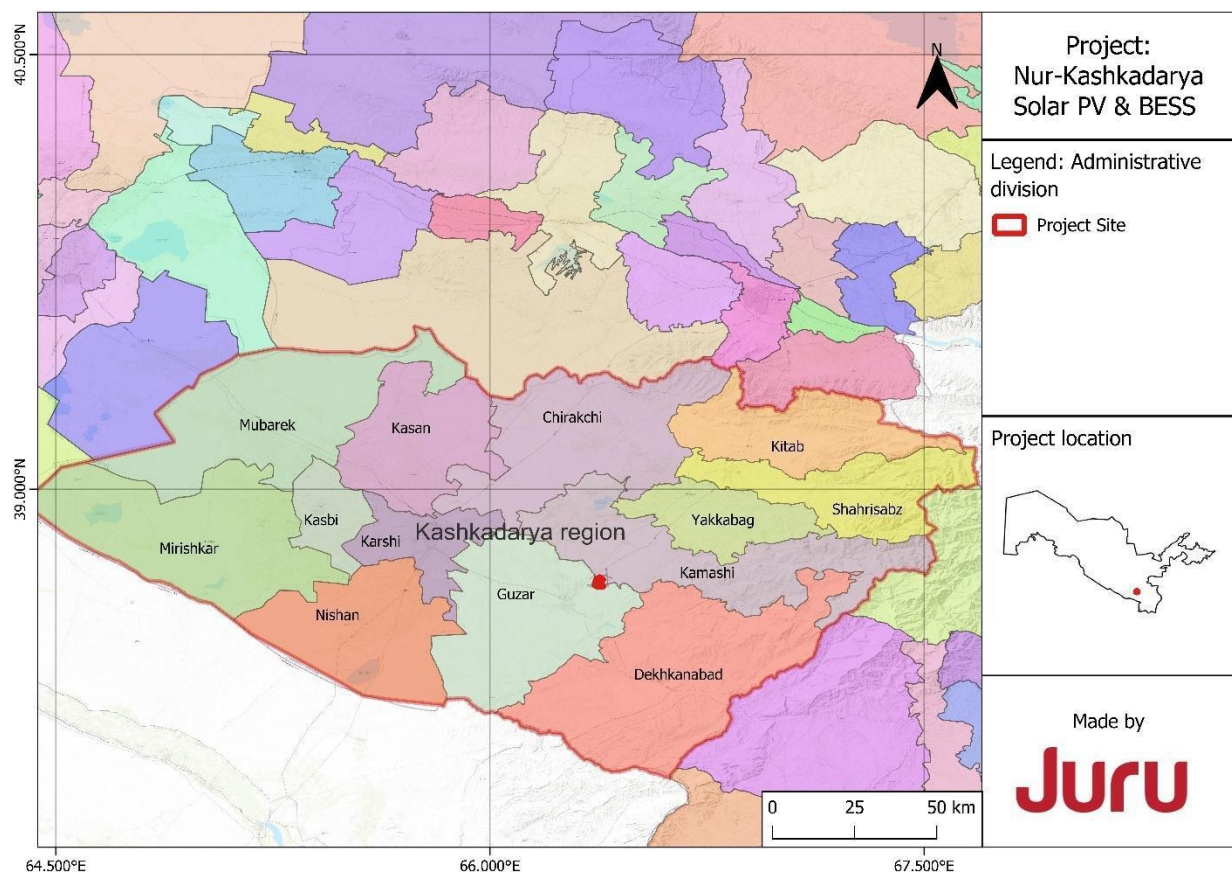 Project:
Nur-Kashkadarya
Solar PV & BESS
Legend: Administrative
division
Project Site
Project location
Made by
Juru
N
40.500°N
39.000°N
64.500°E
66.000°E
67.500°E
Mubarek
Kasan
Chirakchi
Kitab
Kasbi
Mirishkar
Karshi
Kashkadarya region
Yakkabag
Shahrisabz
Nishan
Guzar
Kamashi
Dekhkanabad
0 25 50 km